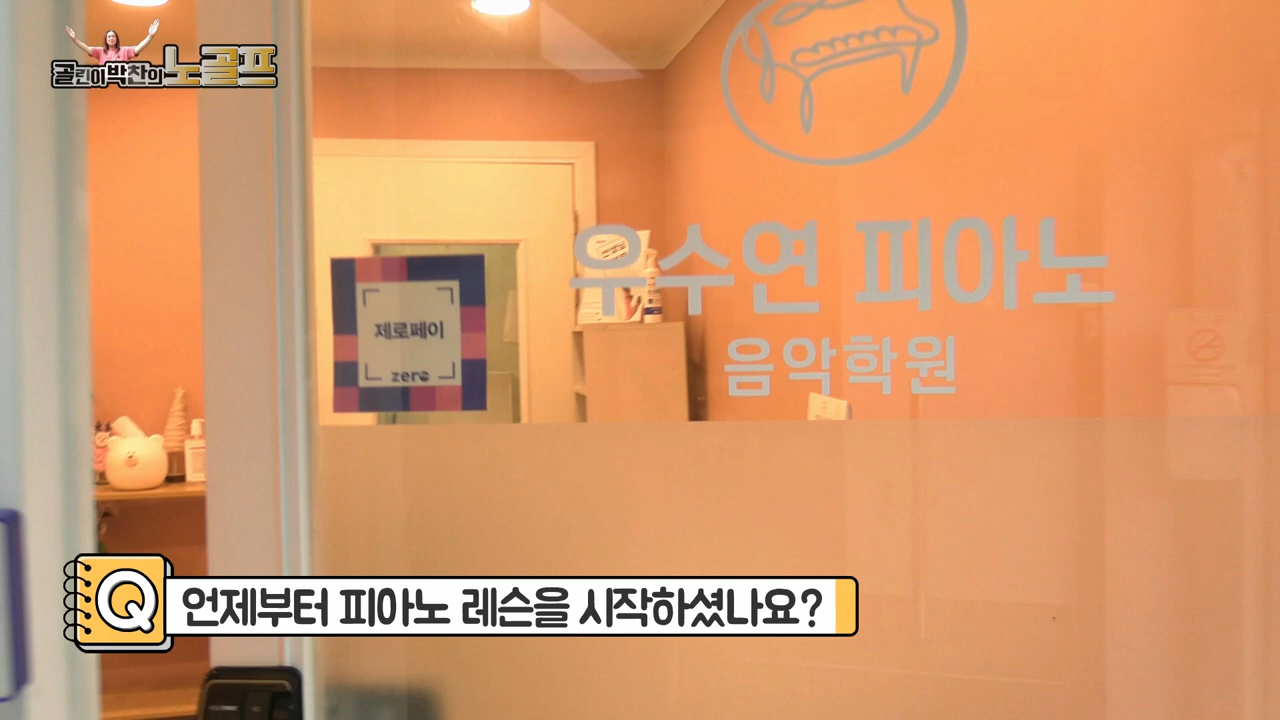 골린이 박찬의 노골프
우수연 피아노
음악학원
제로페이
zero
Q 언제부터 피아노 레슨을 시작하셨나요?